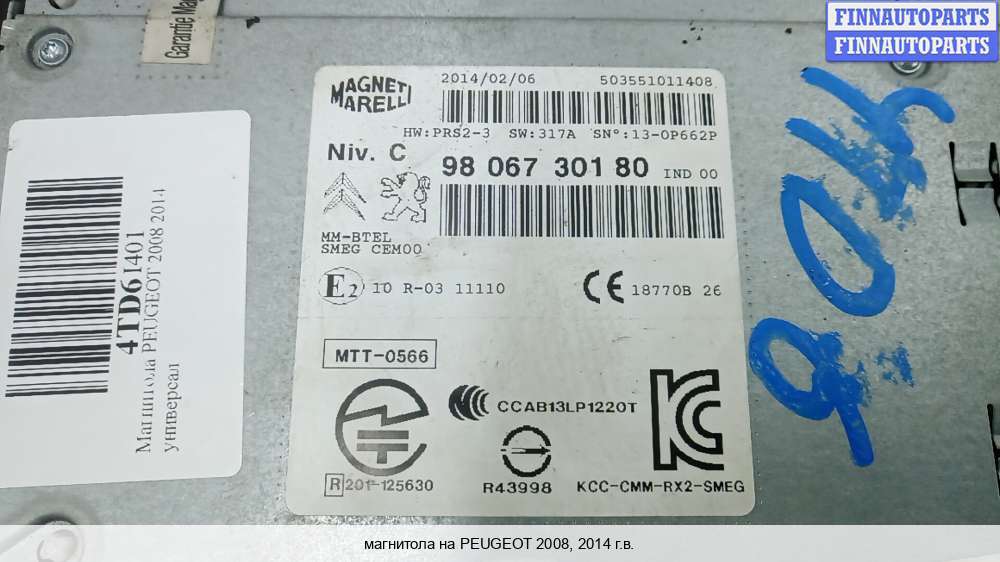 FINNAUTOPARTS
FINNAUTOPARTS
Garantie Mag
MAGNETI
MARELLI
2014/02/06 503551011408
HW:PRS2-3 SW:317A SN°:13-0P662P
Niv. C 98 067 301 80 IND 00
MM-BTEL
SMEG CEM00
E2 10 R-03 11110
CE 18770B 26
MTT-0566
CCAB13LP1220T
R 201-125630
R43998
KCC-CMM-RX2-SMEG
4TD61401
Магнитола PEUGEOT 2008 2014
универсал
магнитола на PEUGEOT 2008, 2014 г.в.